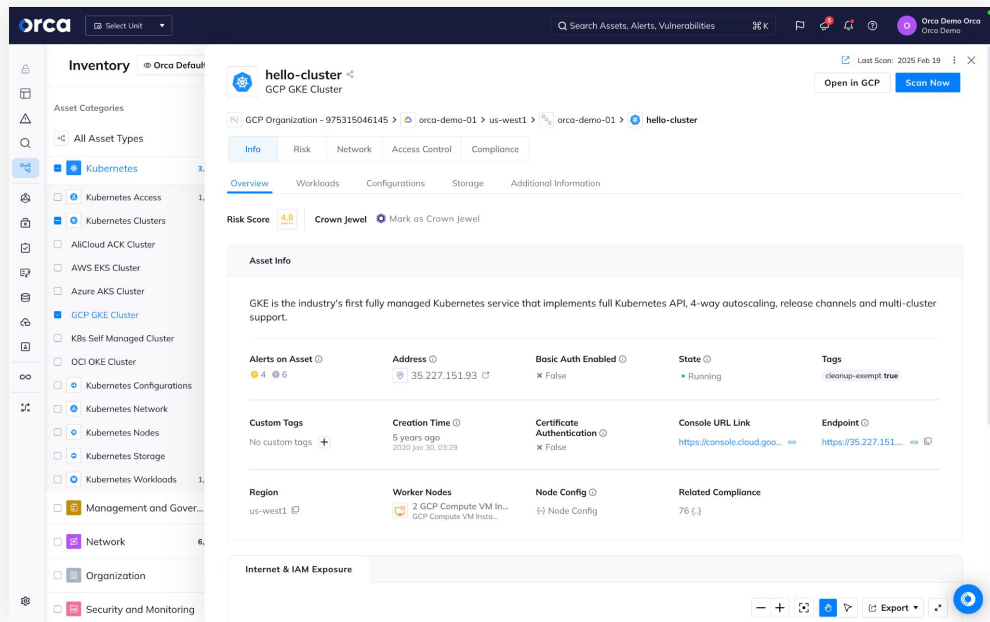 orca
Select Unit
Search Assets, Alerts, Vulnerabilities
⌘K
Orca Demo Orca
Orca Demo
O
Inventory
Orca Default
Asset Categories
All Asset Types
Kubernetes 3,
Kubernetes Access 1,
Kubernetes Clusters
AliCloud ACK Cluster
AWS EKS Cluster
Azure AKS Cluster
GCP GKE Cluster
K8s Self Managed Cluster
OCI OKE Cluster
Kubernetes Configurations
Kubernetes Network
Kubernetes Nodes
Kubernetes Storage
Kubernetes Workloads 1,
Management and Gover...
Network 6,
Organization
Security and Monitoring
Last Scan: 2025 Feb 19
hello-cluster
GCP GKE Cluster
Open in GCP
Scan Now
GCP Organization - 975315046145 > orca-demo-01 > us-west1 > orca-demo-01 > hello-cluster
Info Risk Network Access Control Compliance
Overview Workloads Configurations Storage Additional Information
Risk Score 4.8 Crown Jewel Mark as Crown Jewel
Asset Info
GKE is the industry's first fully managed Kubernetes service that implements full Kubernetes API, 4-way autoscaling, release channels and multi-cluster
support.
Alerts on Asset
4 6
Address
35.227.151.93
Basic Auth Enabled
False
State
Running
Tags
cleanup-exempt true
Custom Tags
No custom tags +
Creation Time
5 years ago
2020 Jan 30, 03:29
Certificate
Authentication
False
Console URL Link
https://console.cloud.goo...
Endpoint
https://35.227.151....
Region
us-west1
Worker Nodes
2 GCP Compute VM In...
GCP Compute VM Insta...
Node Config
{-} Node Config
Related Compliance
76 {..}
Internet & IAM Exposure
Export